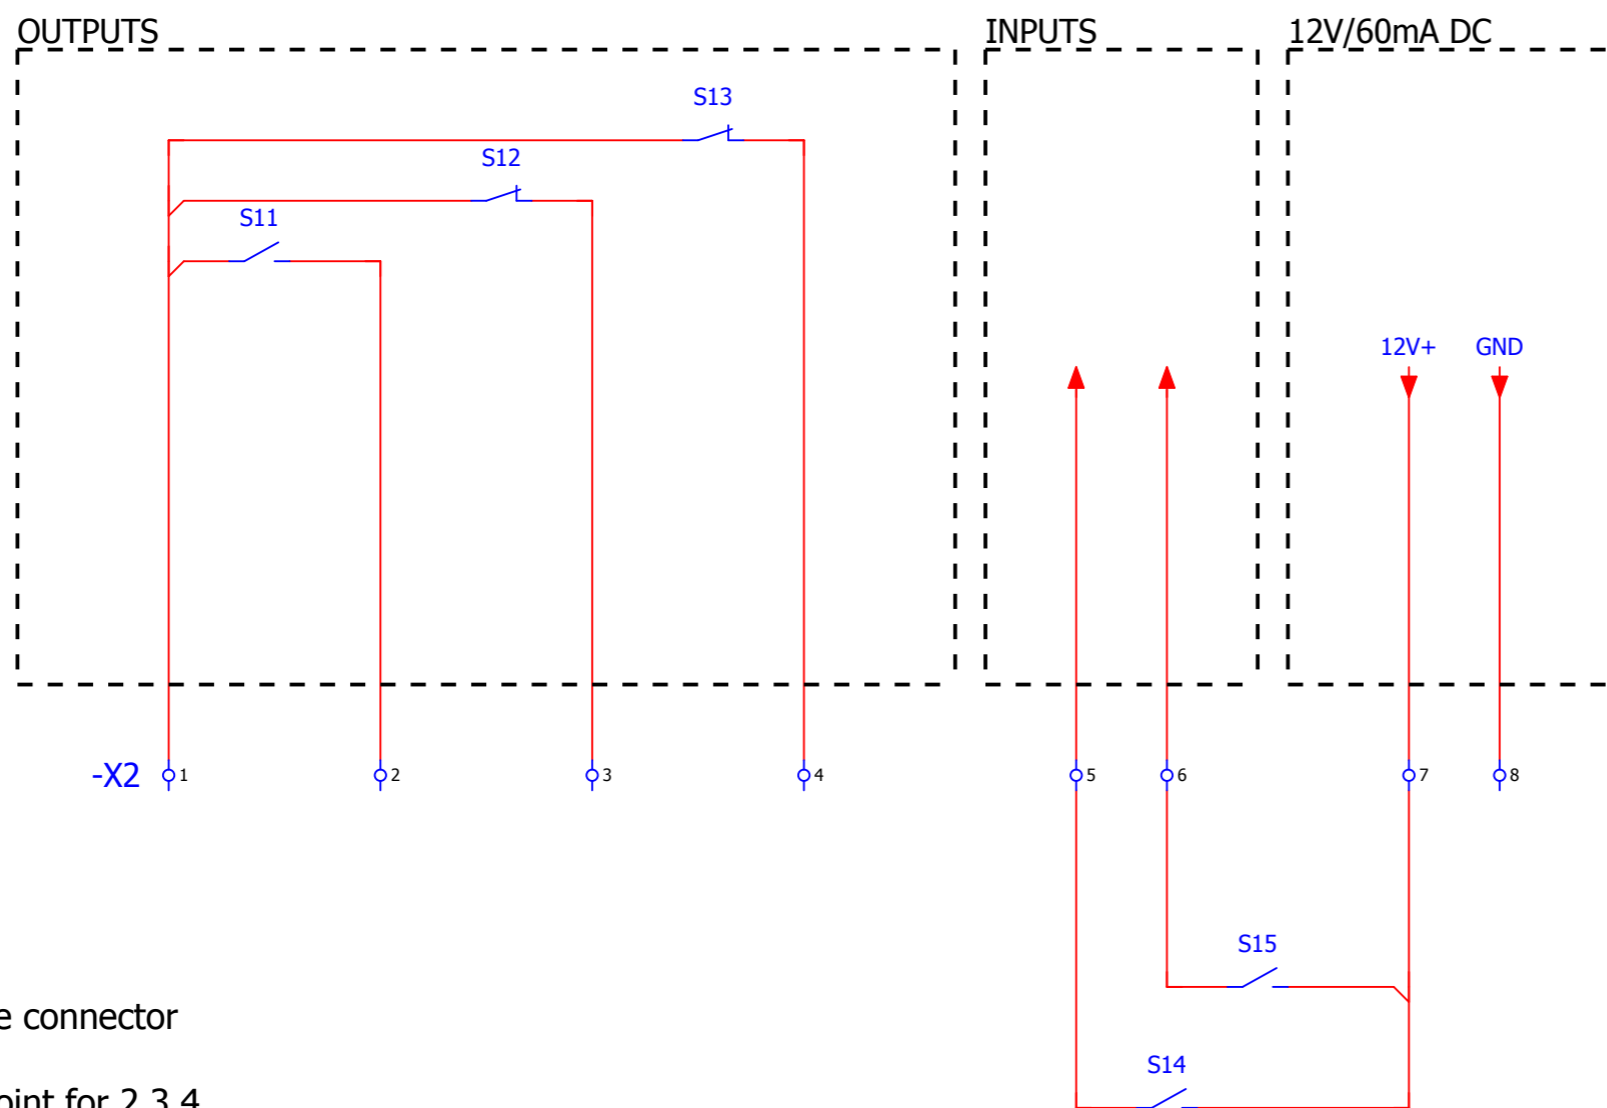 OUTPUTS INPUTS 12V/60mA DC
S13
S12
S11
12V+ GND
-X2 1 2 3 4 5 6 7 8
S15
connector
S14
for 2 3 4